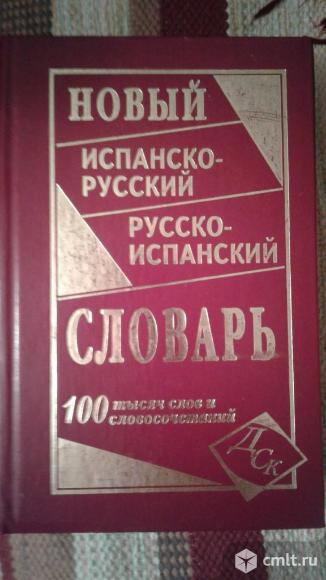 НОВЫЙ
ИСПАНСКО-
РУССКИЙ
РУССКО-
ИСПАНСКИЙ
СЛОВАРЬ
100 тысяч слов и
словосочетаний
ДСК
cmlt.ru